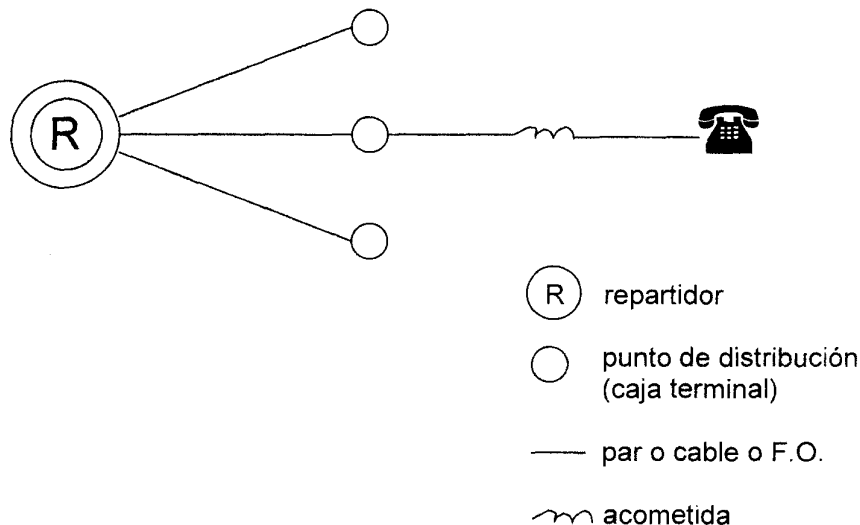 R
R repartidor
punto de distribución
(caja terminal)
par o cable o F.O.
acometida